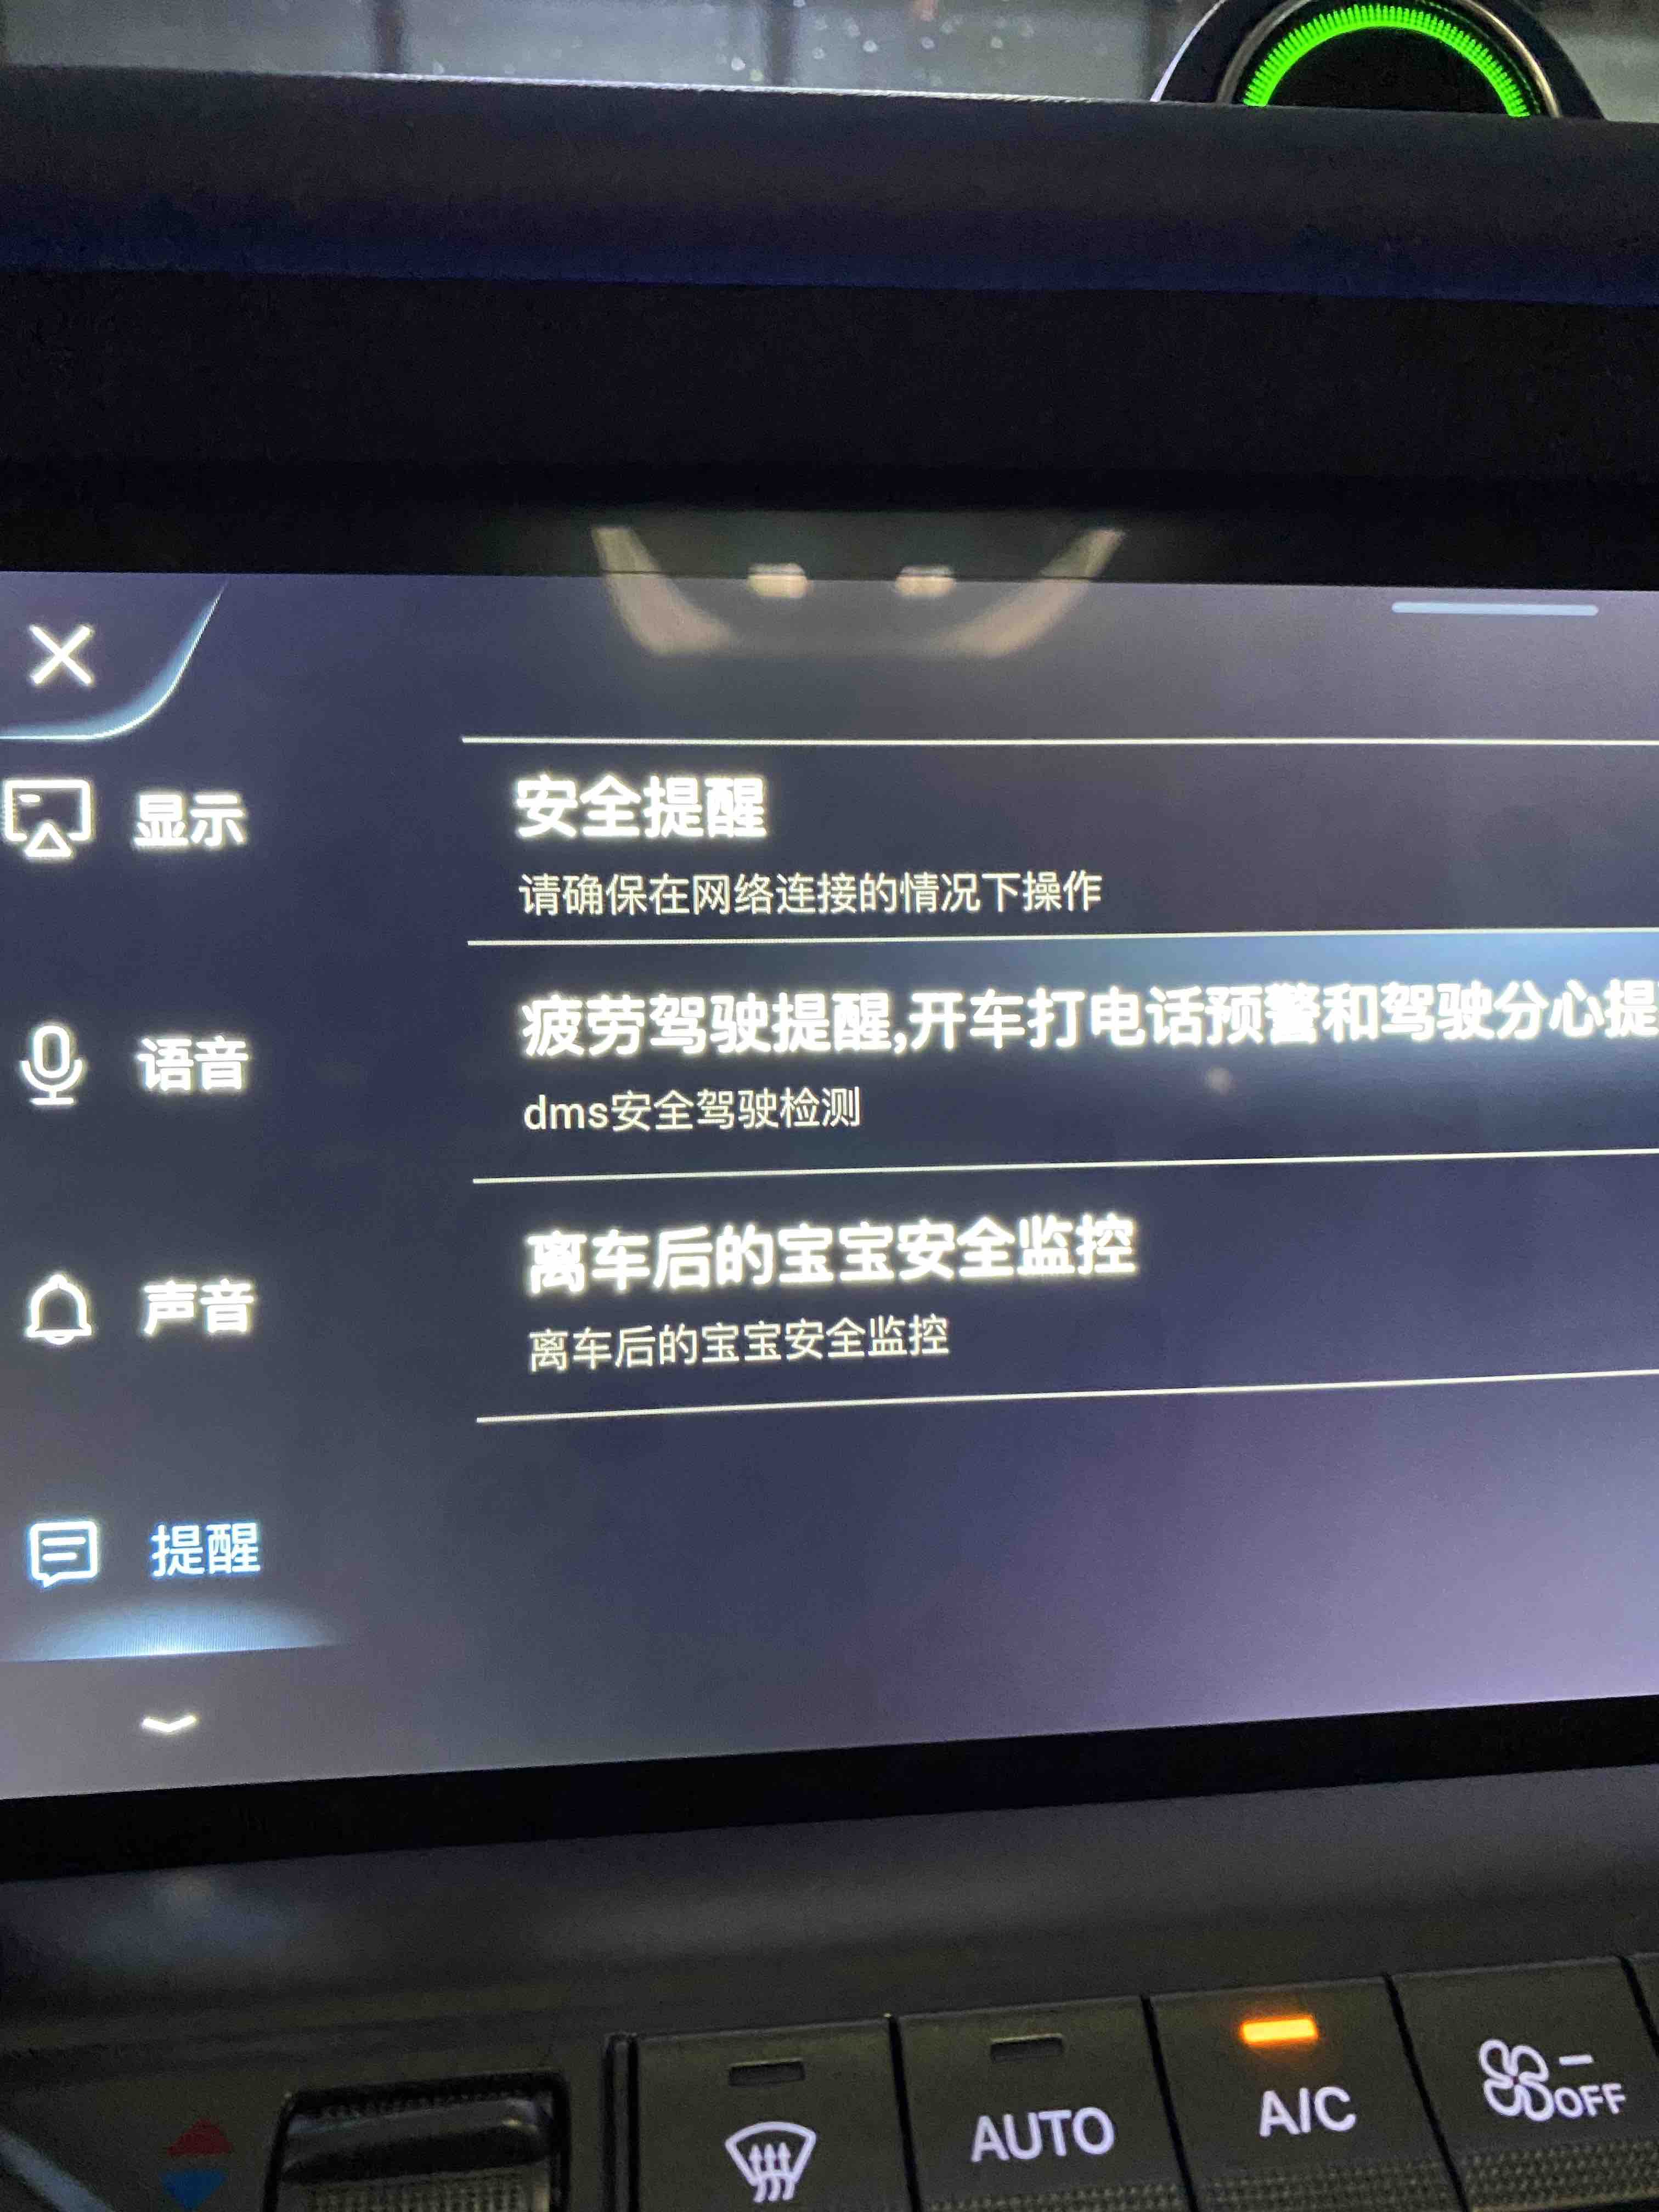 显示
语音
声音
提醒
安全提醒
请确保在网络连接的情况下操作
疲劳驾驶提醒,开车打电话预警和驾驶分心提
dms安全驾驶检测
离车后的宝宝安全监控
离车后的宝宝安全监控
AUTO
A/C
OFF